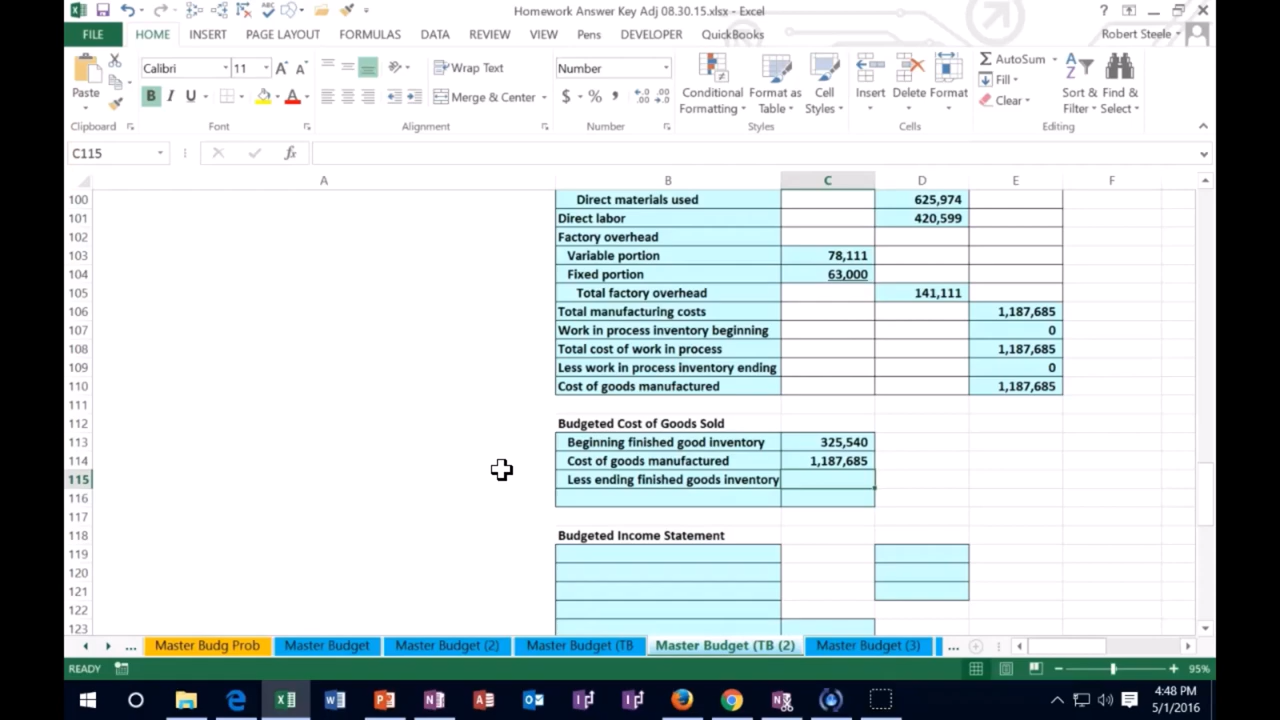 Homework Answer Key Adj 08.30.15.xlsx - Excel
FILE HOME INSERT PAGE LAYOUT FORMULAS DATA REVIEW VIEW Pens DEVELOPER QuickBooks Robert Steele
Calibri 11 Wrap Text Number AutoSum
Paste B I U Merge & Center $ % Conditional Formatting Format as Table Cell Styles Insert Delete Format Fill Clear Sort & Filter Find & Select
Clipboard Font Alignment Number Styles Cells Editing
C115 fx
A B C D E F
100 Direct materials used 625,974
101 Direct labor 420,599
102 Factory overhead
103 Variable portion 78,111
104 Fixed portion 63,000
105 Total factory overhead 141,111
106 Total manufacturing costs 1,187,685
107 Work in process inventory beginning 0
108 Total cost of work in process 1,187,685
109 Less work in process inventory ending 0
110 Cost of goods manufactured 1,187,685
111
112 Budgeted Cost of Goods Sold
113 Beginning finished good inventory 325,540
114 Cost of goods manufactured 1,187,685
115 Less ending finished goods inventory
116
117
118 Budgeted Income Statement
119
120
121
122
123
... Master Budg Prob Master Budget Master Budget (2) Master Budget (TB Master Budget (TB (2) Master Budget (3) ...
READY 95%
4:48 PM
5/1/2016